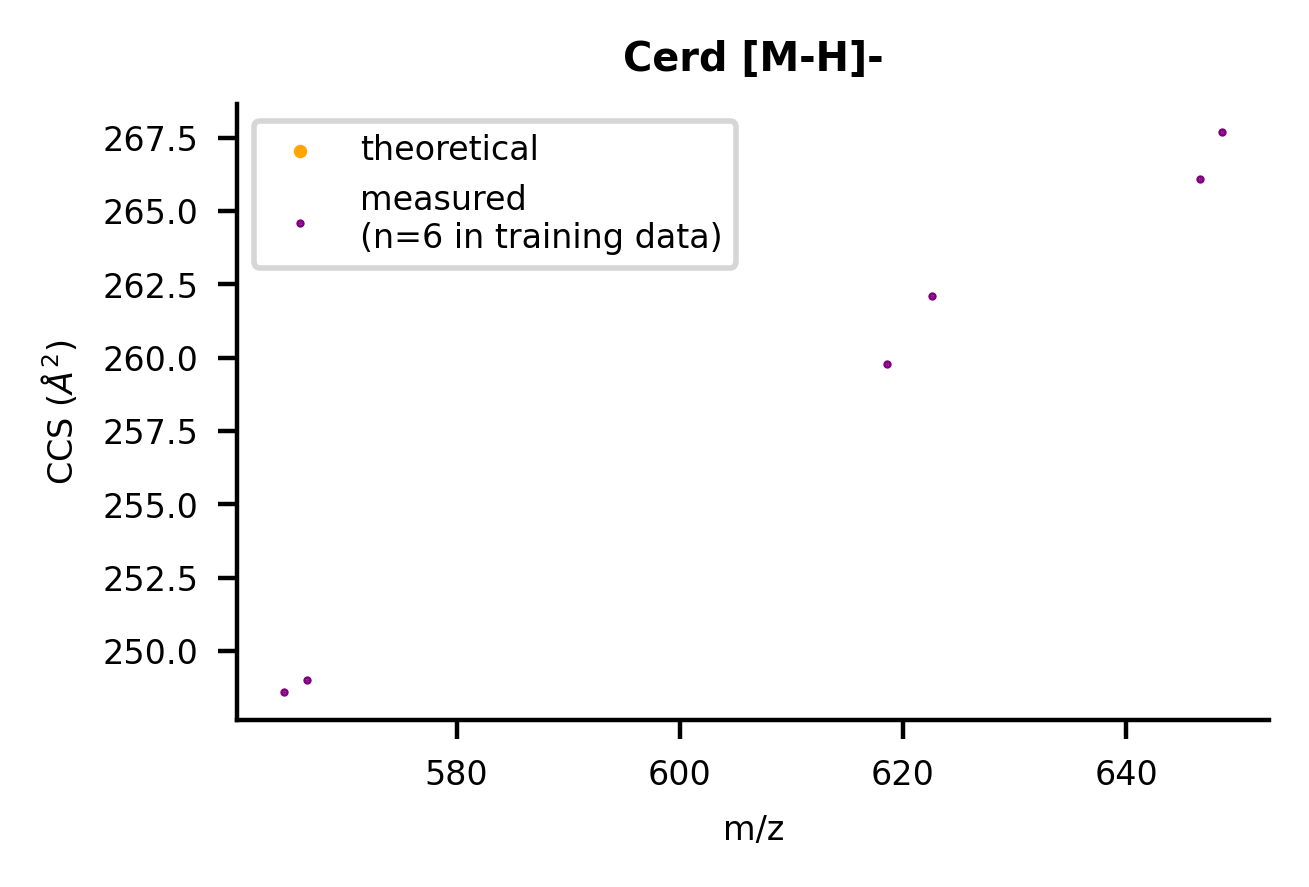 Cerd [M-H]-
theoretical
measured
(n=6 in training data)
CCS (Å²)
267.5
265.0
262.5
260.0
257.5
255.0
252.5
250.0
580 600 620 640
m/z